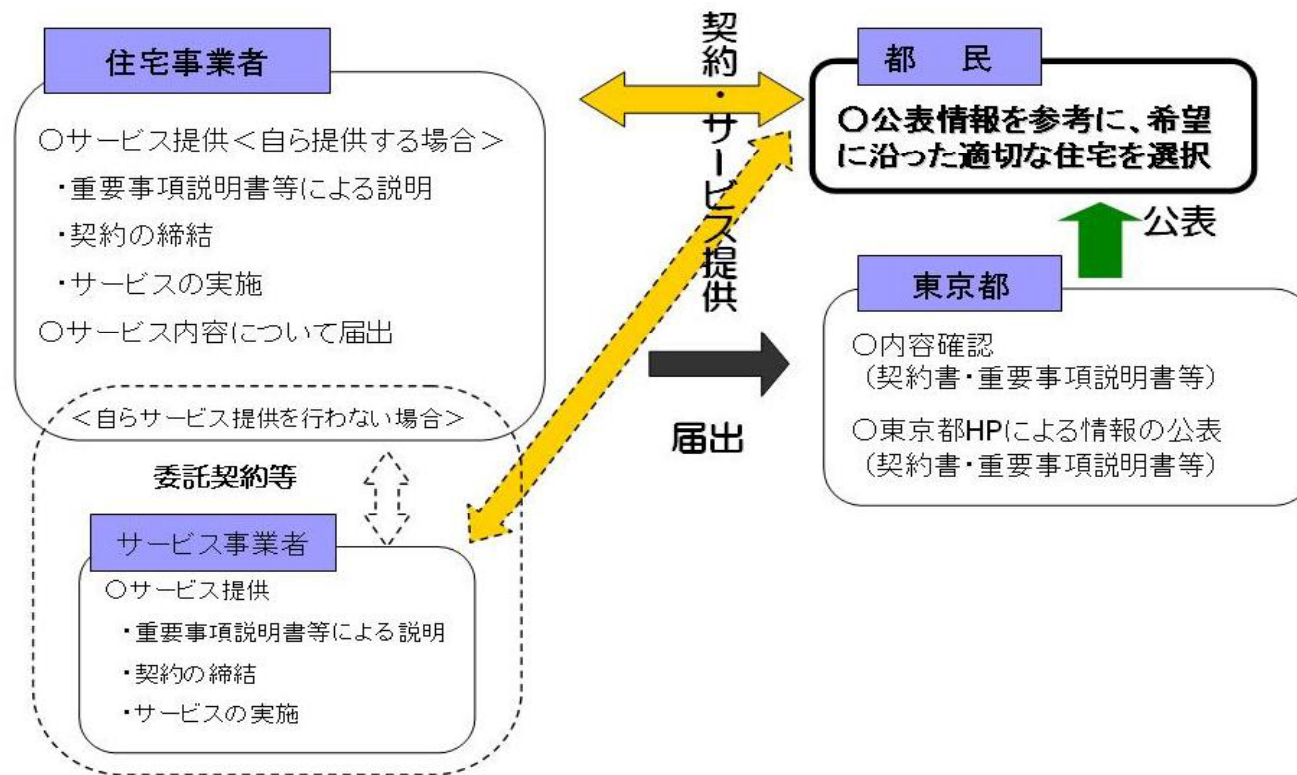 住宅事業者
○サービス提供<自ら提供する場合>
・重要事項説明書等による説明
・契約の締結
・サービスの実施
○サービス内容について届出
<自らサービス提供を行わない場合>
委託契約等
サービス事業者
○サービス提供
・重要事項説明書等による説明
・契約の締結
・サービスの実施
契約・サービス提供
届出
都　民
○公表情報を参考に、希望
に沿った適切な住宅を選択
公表
東京都
○内容確認
(契約書・重要事項説明書等)
○東京都HPによる情報の公表
(契約書・重要事項説明書等)